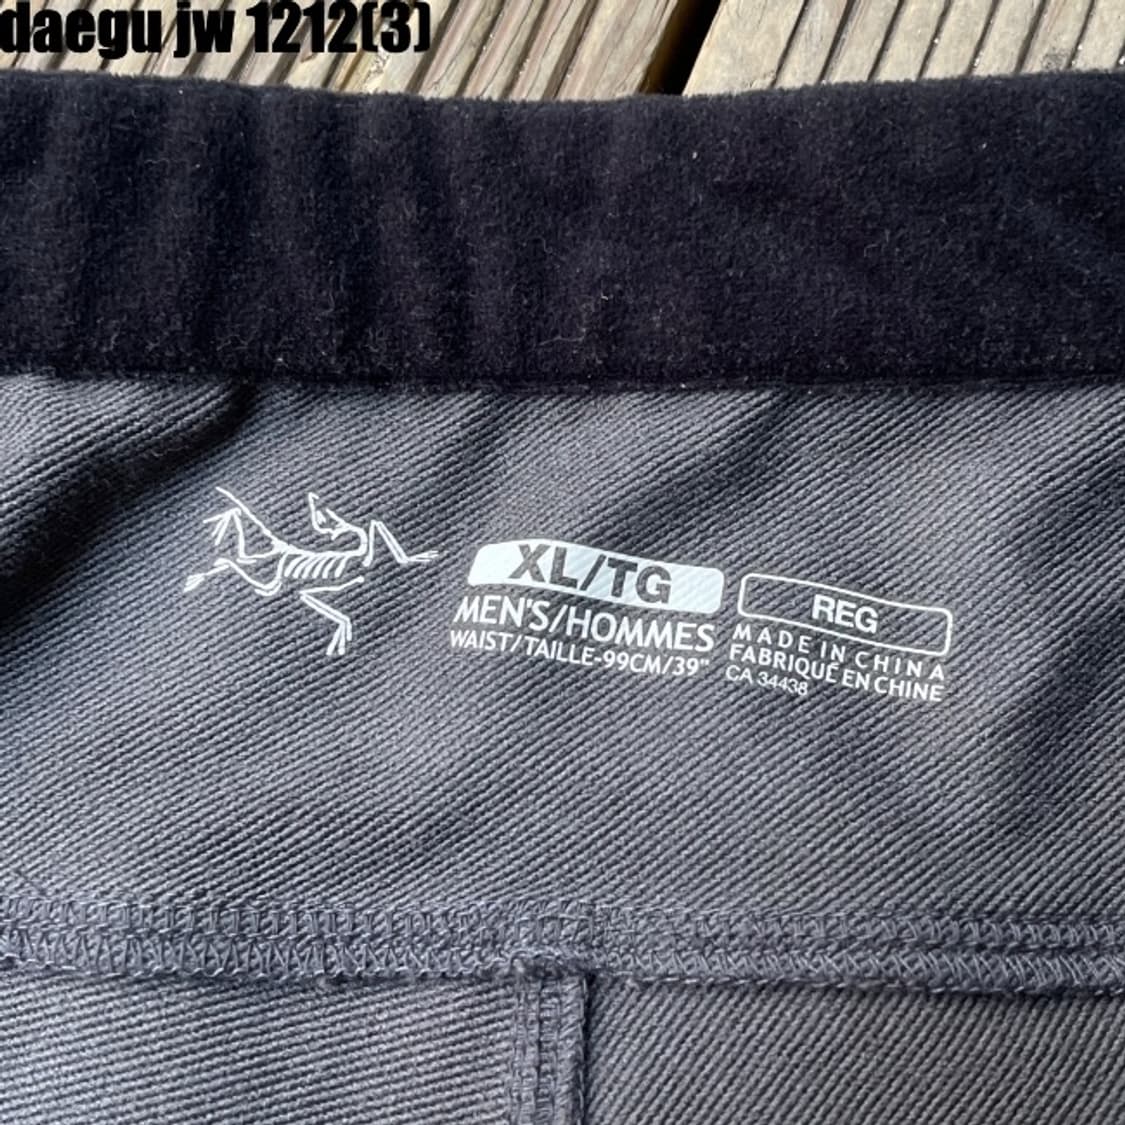 daegu jw 1212(3)
XL/TG
MEN'S/HOMMES
WAIST/TAILLE-99CM/39"
REG
MADE IN CHINA
FABRIQUÉ EN CHINE
CA 34438